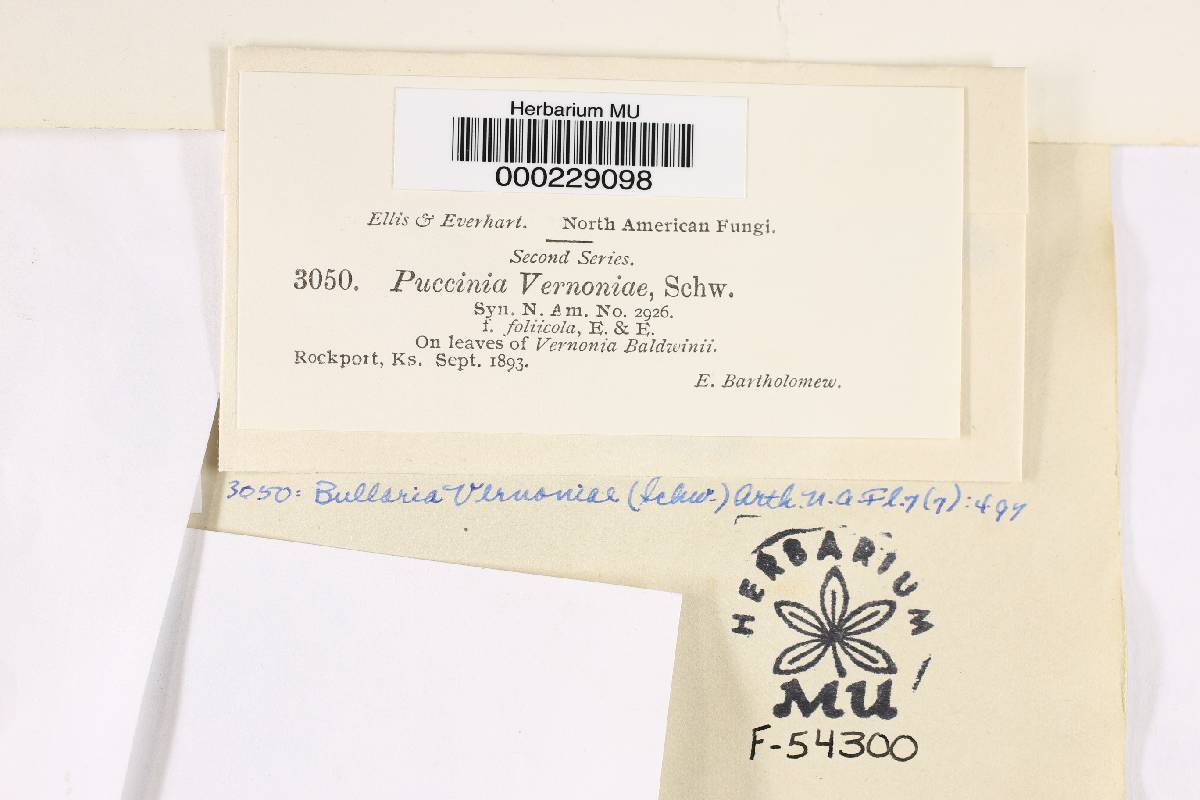 Herbarium MU
000229098
Ellis & Everhart. North American Fungi.
Second Series.
3050. Puccinia Vernoniae, Schw.
Syn. N. Am. No. 2926.
f. foliicola, E. & E.
On leaves of Vernonia Baldwinii.
Rockport, Ks. Sept. 1893.
E. Bartholomew.
3050: Bullaria Vernoniae (Schw.) Arth. N. A. Fl. 7(7):497
HERBARIUM
MU
F-54300